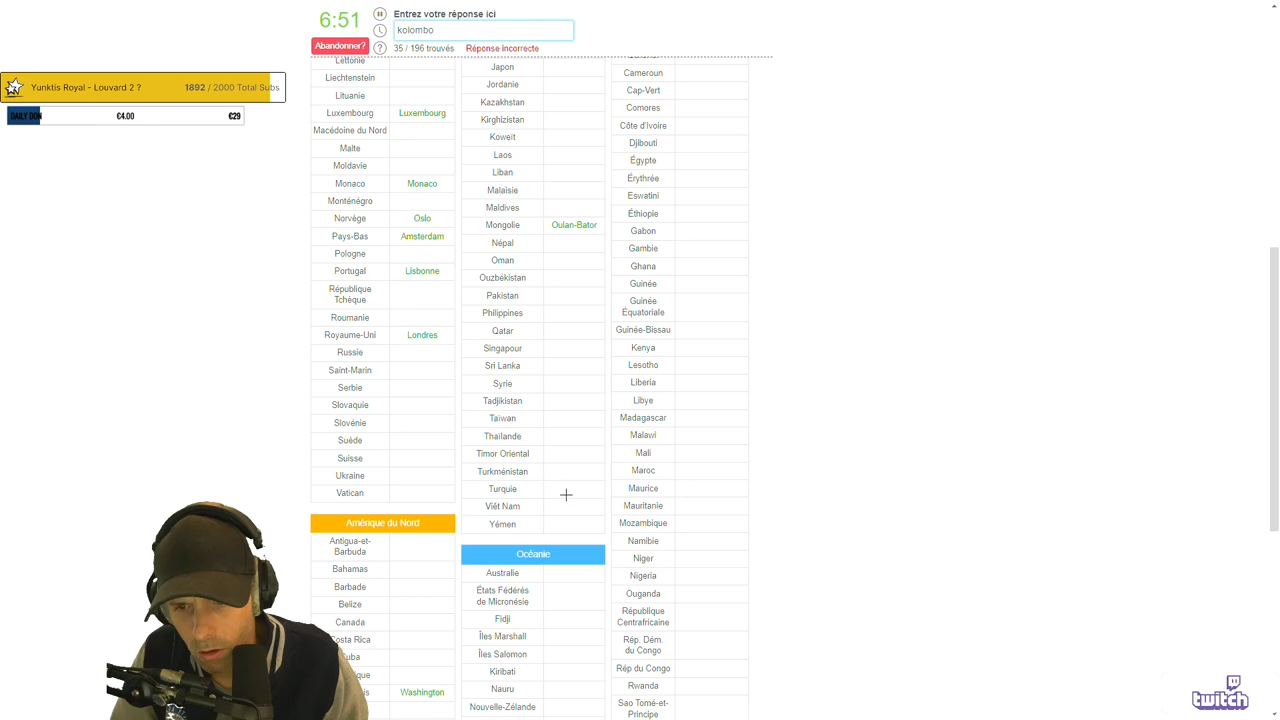 6:51
Entrez votre réponse ici
kolombo
Abandonner?
?
35 / 196 trouvés
Réponse Incorrecte
Yunktis Royal - Louvard 2 ?
1892 / 2000 Total Subs
DAILY DON
€4.00
€29
Lettonie
Liechtenstein
Lituanie
Luxembourg Luxembourg
Macédoine du Nord
Malte
Moldavie
Monaco Monaco
Monténégro
Norvège Oslo
Pays-Bas Amsterdam
Pologne
Portugal Lisbonne
République
Tchèque
Roumanie
Royaume-Uni Londres
Russie
Saint-Marin
Serbie
Slovaquie
Slovénie
Suède
Suisse
Ukraine
Vatican
Amérique du Nord
Antigua-et-
Barbuda
Bahamas
Barbade
Belize
Canada
Costa Rica
Cuba
Washington
Japon
Jordanie
Kazakhstan
Kirghizistan
Koweït
Laos
Liban
Malaisie
Maldives
Mongolie Oulan-Bator
Népal
Oman
Ouzbékistan
Pakistan
Philippines
Qatar
Singapour
Sri Lanka
Syrie
Tadjikistan
Taïwan
Thaïlande
Timor Oriental
Turkménistan
Turquie
Viêt Nam
Yémen
Océanie
Australie
États Fédérés
de Micronésie
Fidji
Îles Marshall
Îles Salomon
Kiribati
Nauru
Nouvelle-Zélande
Cameroun
Cap-Vert
Comores
Côte d'Ivoire
Djibouti
Égypte
Érythrée
Eswatini
Éthiopie
Gabon
Gambie
Ghana
Guinée
Guinée
Équatoriale
Guinée-Bissau
Kenya
Lesotho
Liberia
Libye
Madagascar
Malawi
Mali
Maroc
Maurice
Mauritanie
Mozambique
Namibie
Niger
Nigeria
Ouganda
République
Centrafricaine
Rép. Dém
du Congo
Rép du Congo
Rwanda
Sao Tomé-et-
Principe
twitch